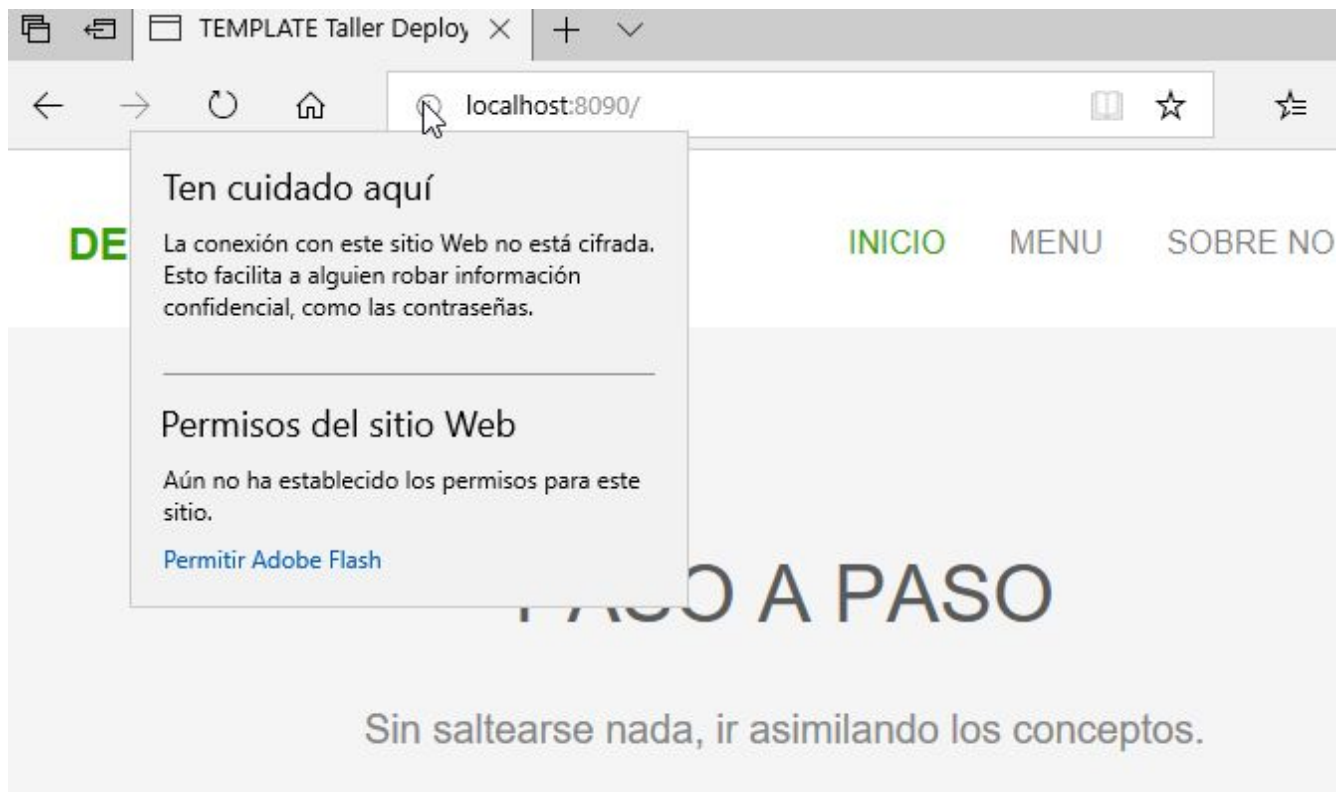 TEMPLATE Taller Deploy
localhost:8090/
Ten cuidado aquí
La conexión con este sitio Web no está cifrada.
Esto facilita a alguien robar información
confidencial, como las contraseñas.
Permisos del sitio Web
Aún no ha establecido los permisos para este
sitio.
Permitir Adobe Flash
DE
INICIO MENU SOBRE NO
PASO A PASO
Sin saltearse nada, ir asimilando los conceptos.